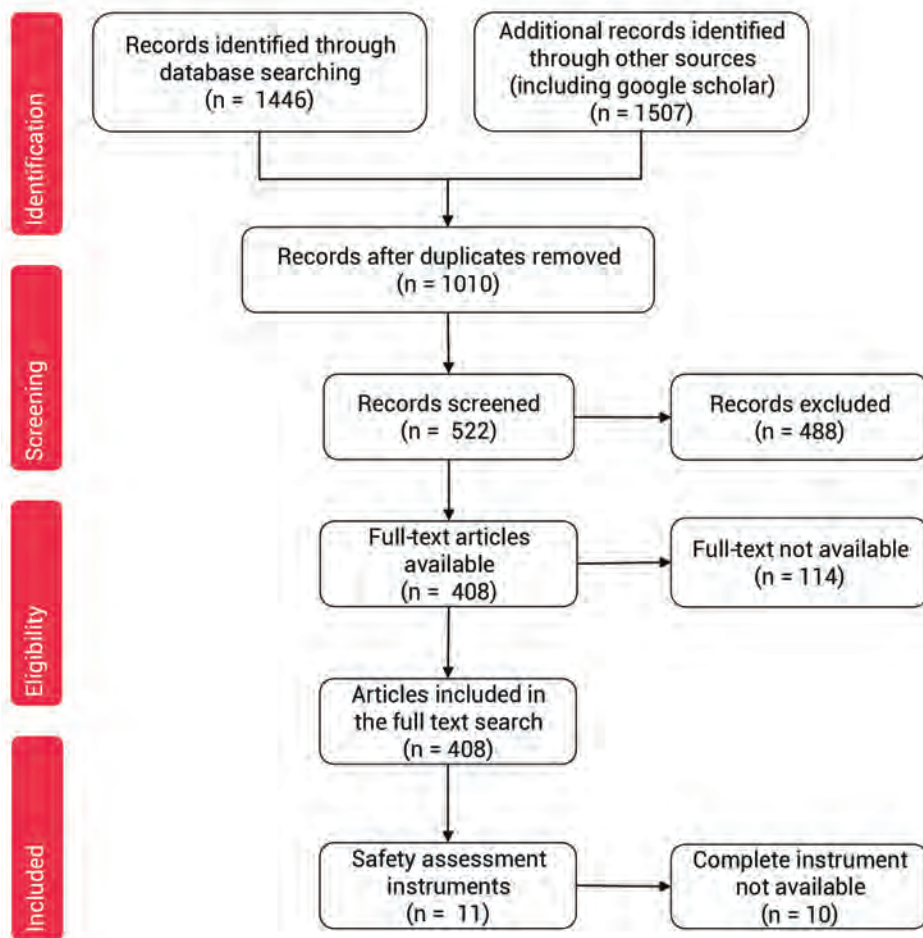 Identification
Records identified through
database searching
(n = 1446)
Additional records identified
through other sources
(including google scholar)
n = 1507)
Records after duplicates removed
(n = 1010)
Screening
Records screened
(n = 522)
Records excluded
(n = 488)
Eligibility
Full-text articles
available
(n = 408)
Full-text not available
(n = 114)
Articles included in
the full text search
(n = 408)
Included
Safety assessment
instruments
(n = 11)
Complete instrument
not available
(n = 10)